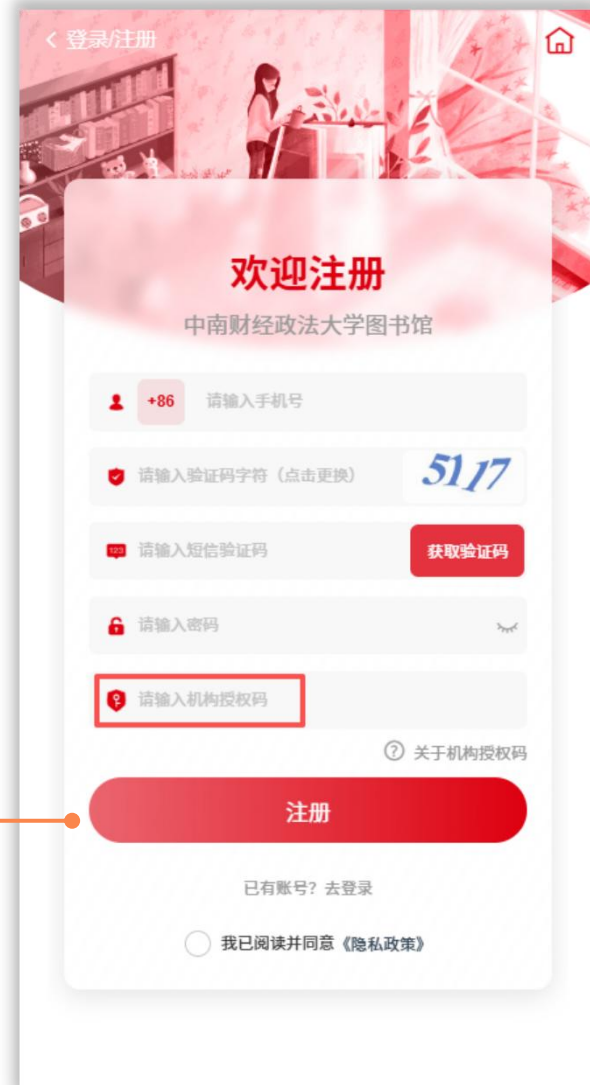 < 登录/注册
欢迎注册
中南财经政法大学图书馆
+86 请输入手机号
请输入验证码字符（点击更换） 5117
123 请输入短信验证码 获取验证码
请输入密码
请输入机构授权码
? 关于机构授权码
注册
已有账号？去登录
我已阅读并同意《隐私政策》